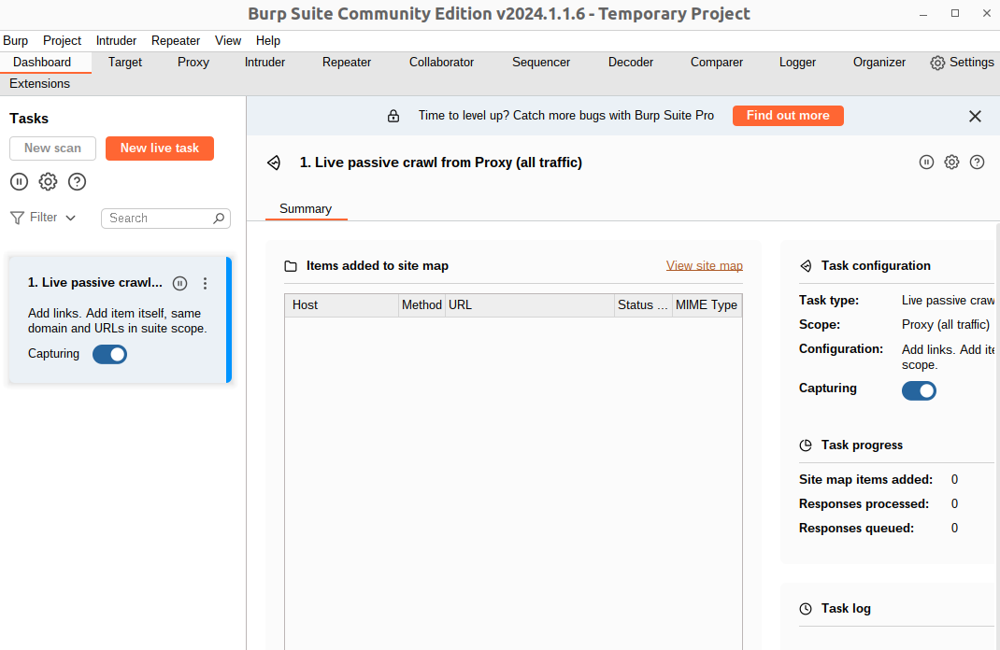 Burp Suite Community Edition v2024.1.1.6 - Temporary Project
Burp Project Intruder Repeater View Help
Dashboard Target Proxy Intruder Repeater Collaborator Sequencer Decoder Comparer Logger Organizer Settings
Extensions
Tasks
New scan New live task
Filter Search
1. Live passive crawl...
Add links. Add item itself, same
domain and URLs in suite scope.
Capturing
Time to level up? Catch more bugs with Burp Suite Pro Find out more
1. Live passive crawl from Proxy (all traffic)
Summary
Items added to site map View site map
Host Method URL Status ... MIME Type
Task configuration
Task type: Live passive craw
Scope: Proxy (all traffic)
Configuration: Add links. Add ite
scope.
Capturing
Task progress
Site map items added: 0
Responses processed: 0
Responses queued: 0
Task log